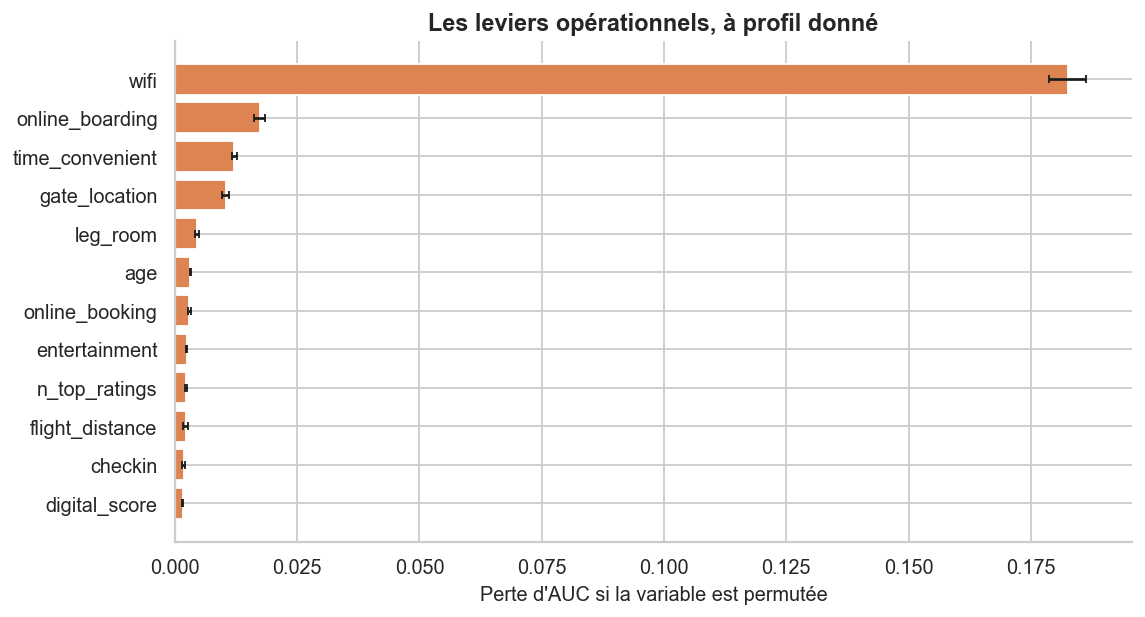 Les leviers opérationnels, à profil donné
wifi
online_boarding
time_convenient
gate_location
leg_room
age
online_booking
entertainment
n_top_ratings
flight_distance
checkin
digital_score
0.000 0.025 0.050 0.075 0.100 0.125 0.150 0.175
Perte d'AUC si la variable est permutée